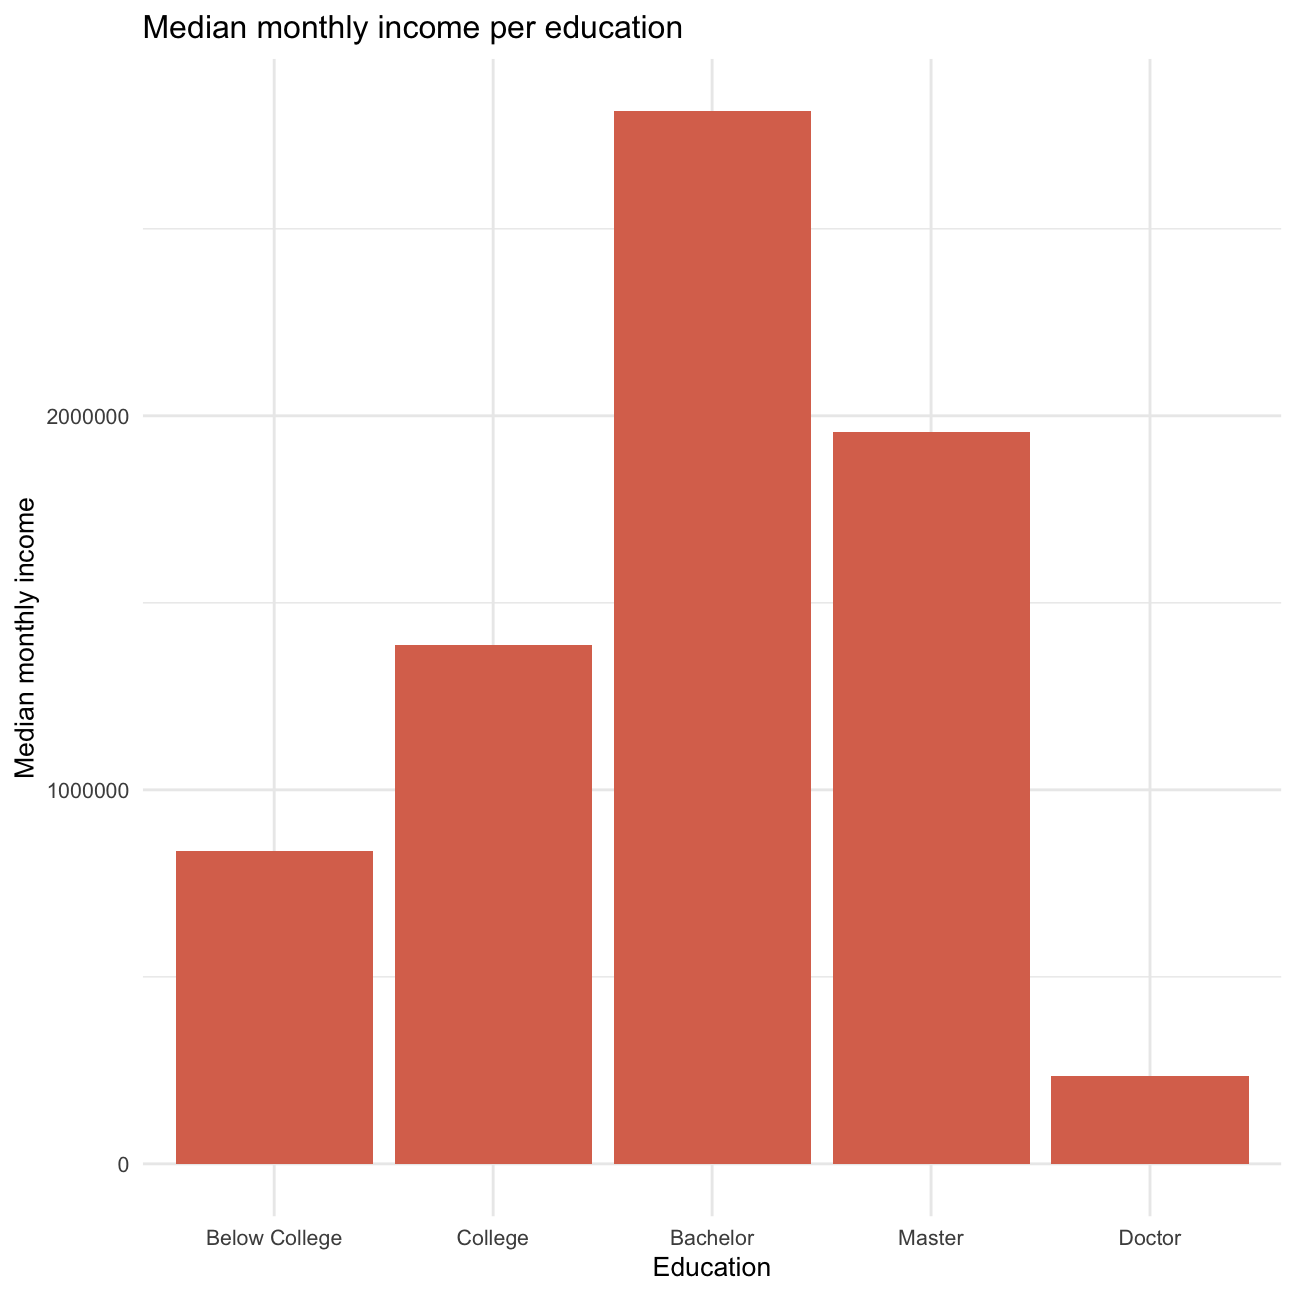 Median monthly income per education
Median monthly income
2000000
1000000
0
Below College
College
Bachelor
Master
Doctor
Education